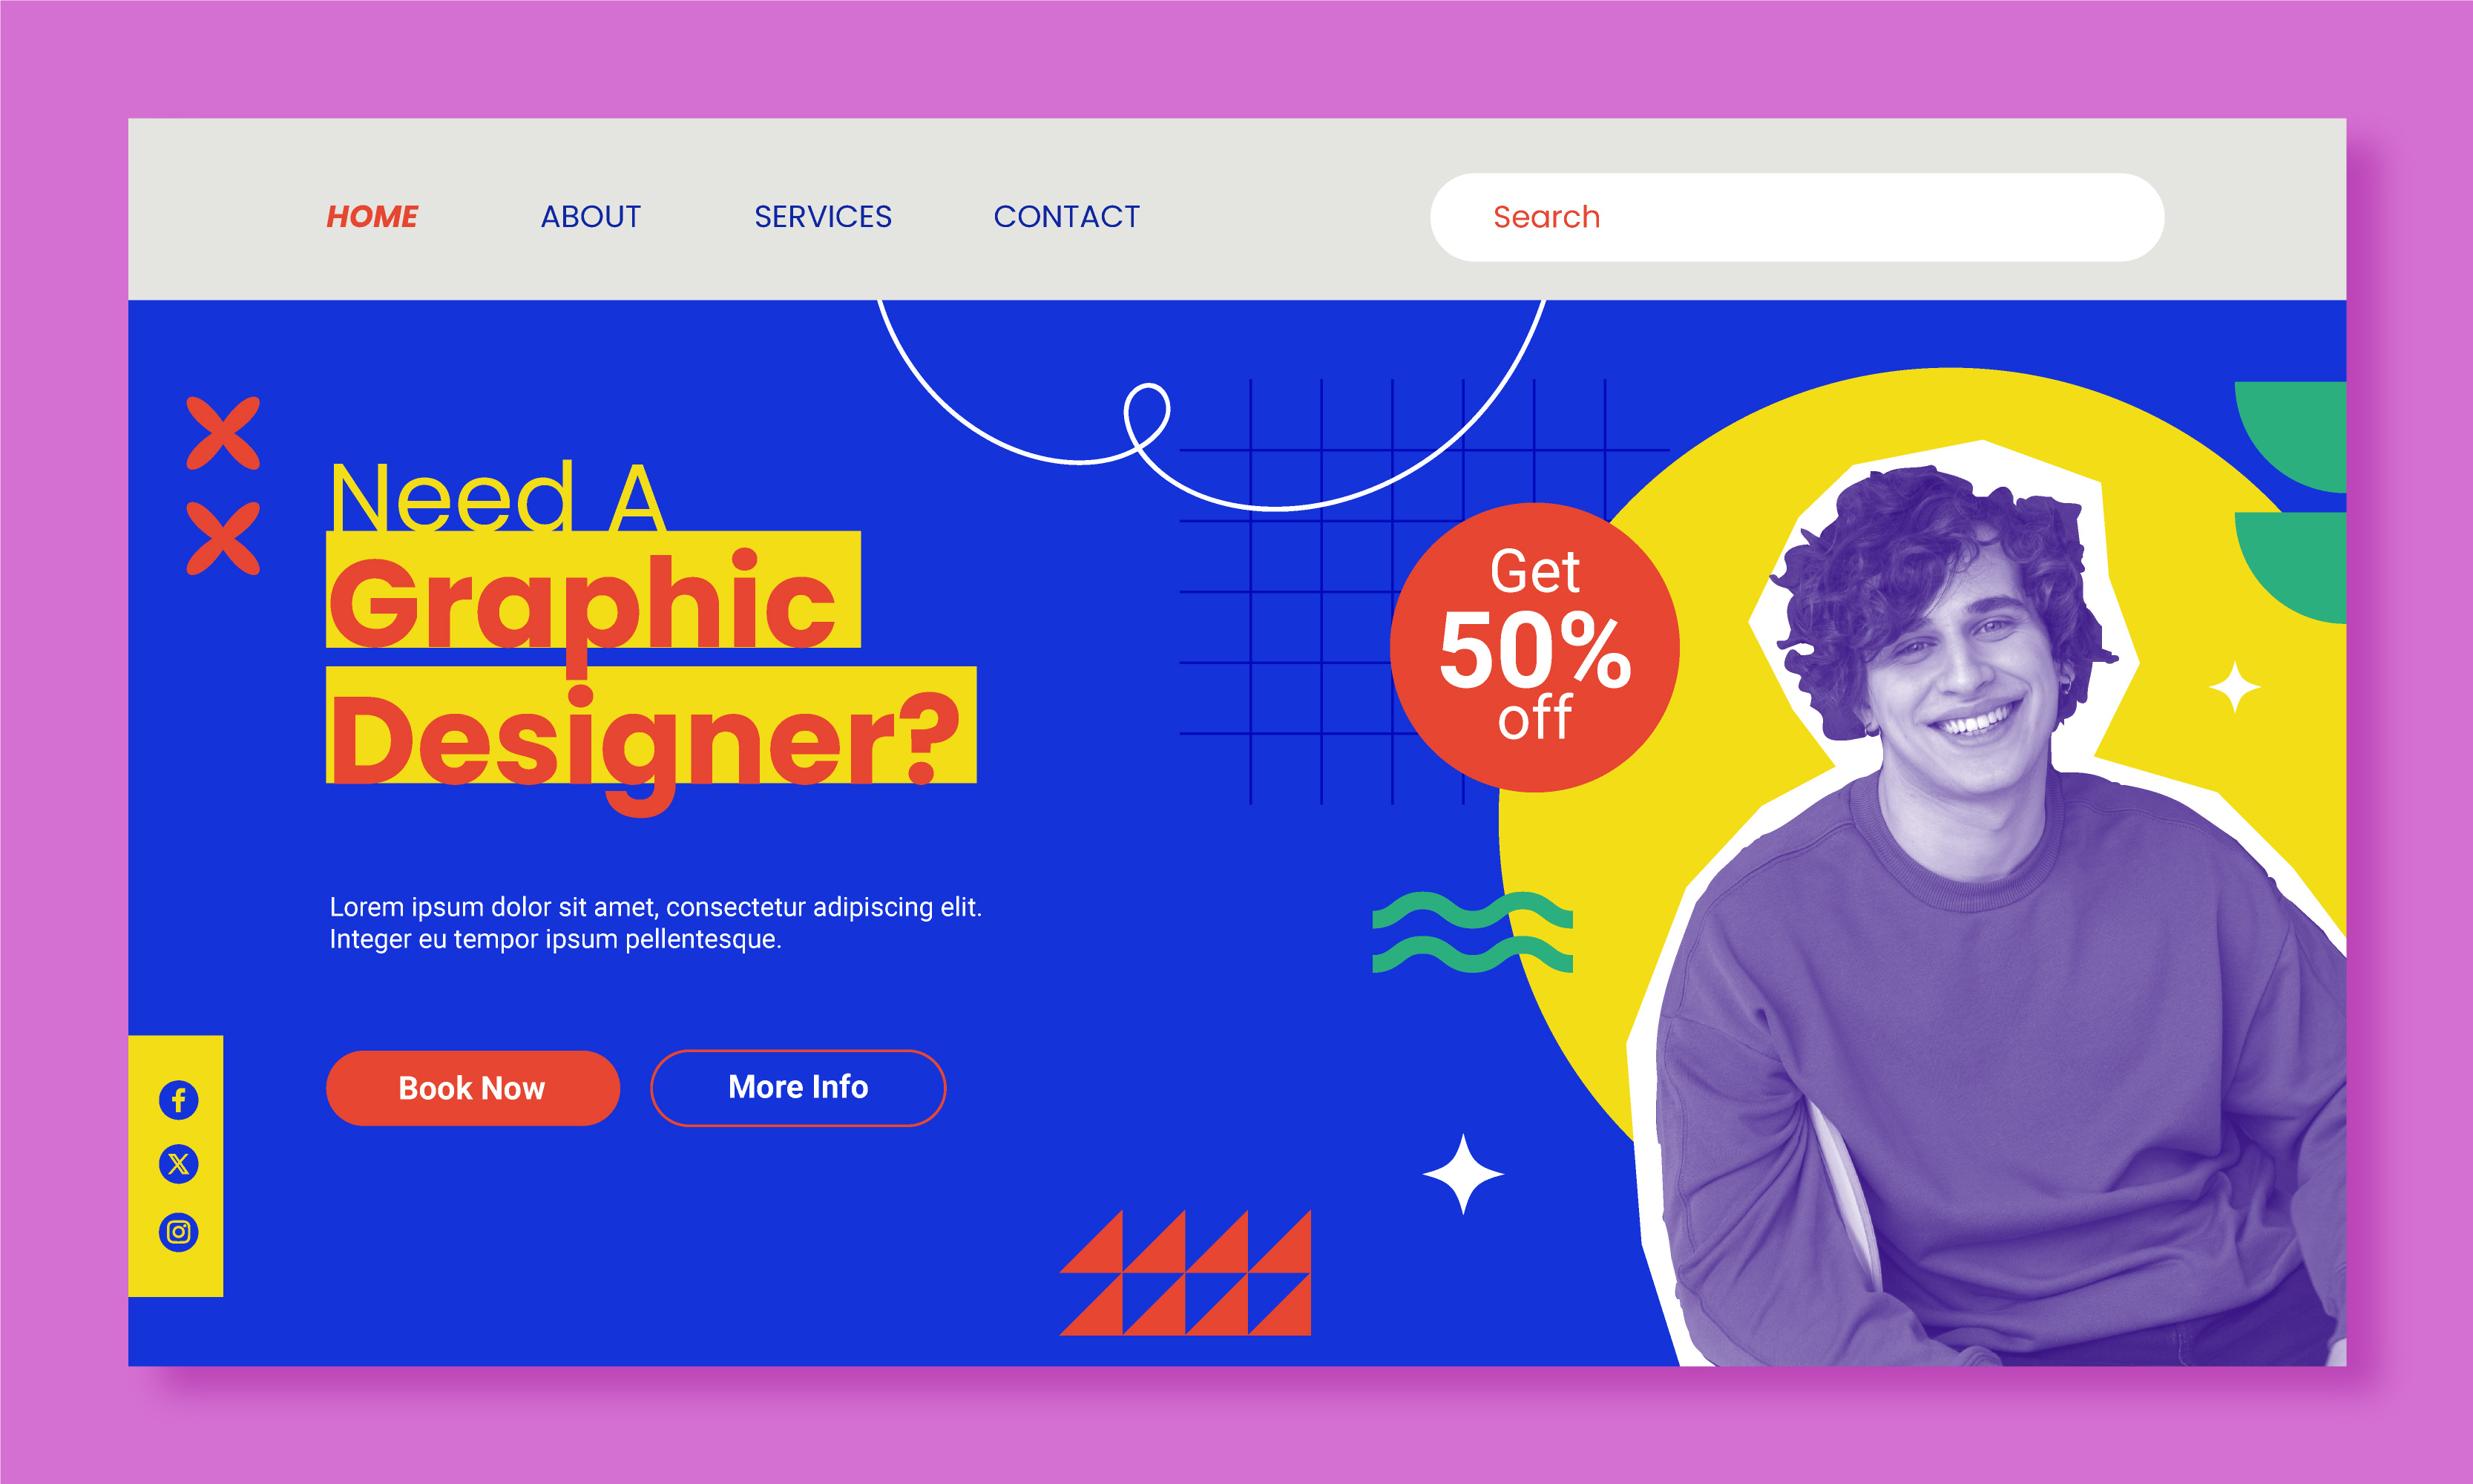 HOME
ABOUT
SERVICES
CONTACT
Search
Need A
Graphic
Designer?
Get
50%
off
Lorem ipsum dolor sit amet, consectetur adipiscing elit.
Integer eu tempor ipsum pellentesque.
Book Now
More Info